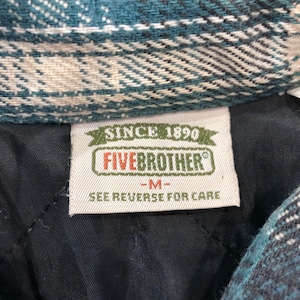 SINCE 1890
FIVEBROTHER©
-M-
SEE REVERSE FOR CARE